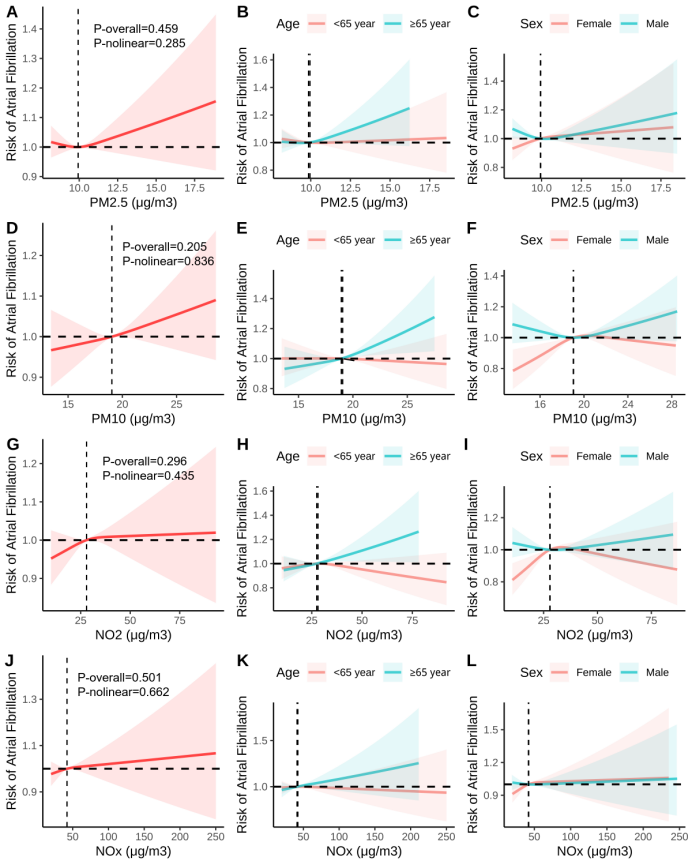 A
Risk of Atrial Fibrillation
P-overall=0.459
P-nolinear=0.285
1.4
1.3
1.2
1.1
1.0
0.9
10.0
12.5
15.0
17.5
PM2.5 (μg/m3)
B
Age
<65 year
≥65 year
Risk of Atrial Fibrillation
1.6
1.4
1.2
1.0
0.8
10.0
12.5
15.0
17.5
PM2.5 (μg/m3)
C
Sex
Female
Male
Risk of Atrial Fibrillation
1.4
1.2
1.0
0.8
10.0
12.5
15.0
17.5
PM2.5 (μg/m3)
D
Risk of Atrial Fibrillation
P-overall=0.205
P-nolinear=0.836
1.2
1.1
1.0
0.9
15
20
25
PM10 (μg/m3)
E
Age
<65 year
≥65 year
Risk of Atrial Fibrillation
1.4
1.2
1.0
0.8
15
20
25
PM10 (μg/m3)
F
Sex
Female
Male
Risk of Atrial Fibrillation
1.4
1.2
1.0
0.8
16
20
24
28
PM10 (μg/m3)
G
Risk of Atrial Fibrillation
P-overall=0.296
P-nolinear=0.435
1.2
1.1
1.0
0.9
25
50
75
NO2 (μg/m3)
H
Age
<65 year
≥65 year
Risk of Atrial Fibrillation
1.6
1.4
1.2
1.0
0.8
25
50
75
NO2 (μg/m3)
I
Sex
Female
Male
Risk of Atrial Fibrillation
1.2
1.0
0.8
25
50
75
NO2 (μg/m3)
J
Risk of Atrial Fibrillation
P-overall=0.501
P-nolinear=0.662
1.3
1.1
0.9
50
100
150
200
250
NOx (μg/m3)
K
Age
<65 year
≥65 year
Risk of Atrial Fibrillation
1.5
1.0
50
100
150
200
250
NOx (μg/m3)
L
Sex
Female
Male
Risk of Atrial Fibrillation
1.5
1.2
0.9
50
100
150
200
250
NOx (μg/m3)